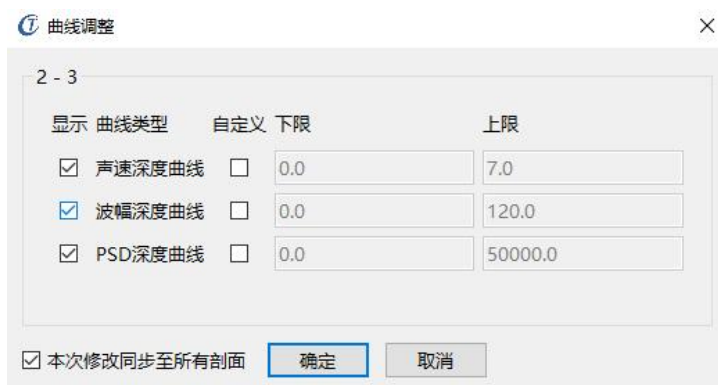 曲线调整
2 - 3
显示 曲线类型 自定义 下限 上限
声速深度曲线 0.0 7.0
波幅深度曲线 0.0 120.0
PSD深度曲线 0.0 50000.0
本次修改同步至所有剖面 确定 取消